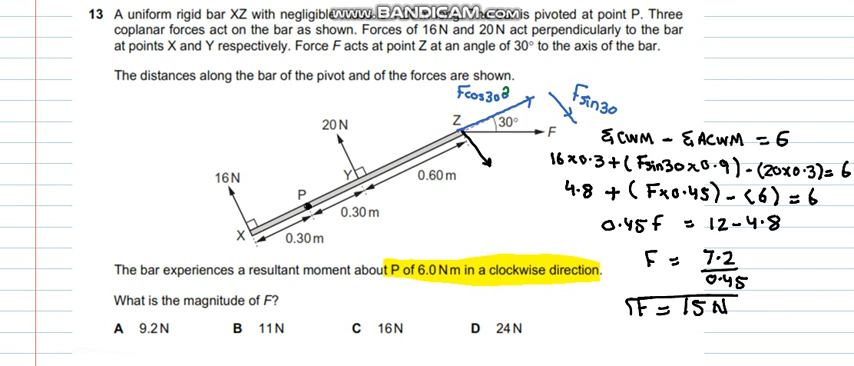 13 A uniform rigid bar XZ with negligible www.BANDICAM.com is pivoted at point P. Three
coplanar forces act on the bar as shown. Forces of 16N and 20N act perpendicularly to the bar
at points X and Y respectively. Force F acts at point Z at an angle of 30° to the axis of the bar.
The distances along the bar of the pivot and of the forces are shown.
Fcos30
Fsin30
20N
Z
30°
F
ΣCWM - ΣACWM = 6
16×0.3+(Fsin30×0.9)-(20×0.3)=6
16N
P
Y
0.60m
4.8 + (F×0.45) - (6) = 6
0.30m
0.45F = 12-4.8
X
0.30m
F = 7.2
0.45
The bar experiences a resultant moment about P of 6.0Nm in a clockwise direction.
F = 15N
What is the magnitude of F?
A 9.2N B 11N C 16N D 24N